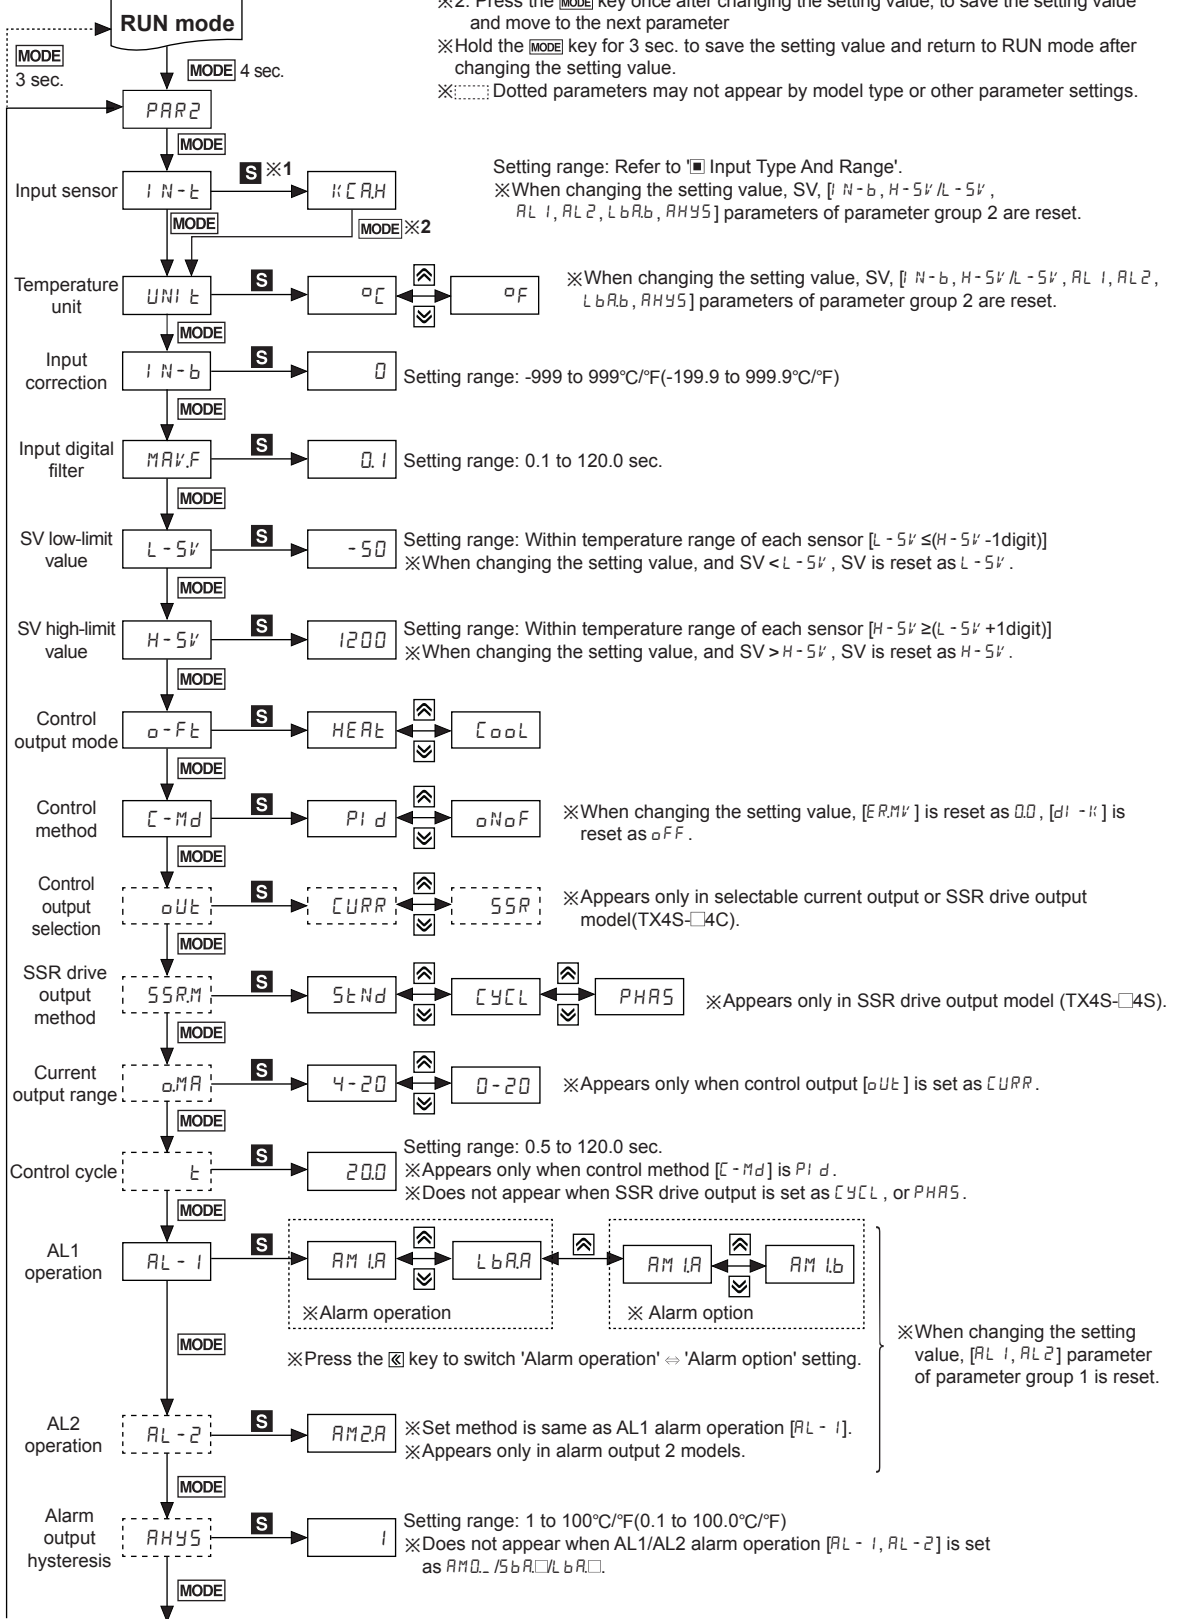 ※2: Press the MODE key once after changing the setting value, to save the setting value
and move to the next parameter
※Hold the MODE key for 3 sec. to save the setting value and return to RUN mode after
changing the setting value.
※ Dotted parameters may not appear by model type or other parameter settings.
RUN mode
MODE
3 sec.
MODE 4 sec.
PAR2
MODE
Input sensor
IN-t
S ※1
KCA.H
Setting range: Refer to '▣ Input Type And Range'.
※When changing the setting value, SV, [IN-b, H-SV/L-SV,
AL1, AL2, LbA.b, AHYS] parameters of parameter group 2 are reset.
MODE
MODE ※2
Temperature
unit
UNIt
S
°C
°F
※When changing the setting value, SV, [IN-b, H-SV/L-SV, AL1, AL2,
LbA.b, AHYS] parameters of parameter group 2 are reset.
MODE
Input
correction
IN-b
S
0
Setting range: -999 to 999°C/°F(-199.9 to 999.9°C/°F)
MODE
Input digital
filter
MAV.F
S
0.1
Setting range: 0.1 to 120.0 sec.
MODE
SV low-limit
value
L-SV
S
-50
Setting range: Within temperature range of each sensor [L-SV ≤(H-SV -1digit)]
※When changing the setting value, and SV < L-SV, SV is reset as L-SV.
MODE
SV high-limit
value
H-SV
S
1200
Setting range: Within temperature range of each sensor [H-SV ≥(L-SV +1digit)]
※When changing the setting value, and SV > H-SV, SV is reset as H-SV.
MODE
Control
output mode
o-Ft
S
HEAt
CooL
MODE
Control
method
C-Md
S
PId
oNoF
※When changing the setting value, [ER.MV] is reset as 0.0, [dI-K] is
reset as oFF.
MODE
Control
output
selection
oUt
S
CURR
SSR
※Appears only in selectable current output or SSR drive output
model(TX4S-□4C).
MODE
SSR drive
output
method
SSR.M
S
StNd
CYCL
PHAS
※Appears only in SSR drive output model (TX4S-□4S).
MODE
Current
output range
o.MA
S
4-20
0-20
※Appears only when control output [oUt] is set as CURR.
MODE
Control cycle
t
S
20.0
Setting range: 0.5 to 120.0 sec.
※Appears only when control method [C-Md] is PId.
※Does not appear when SSR drive output is set as CYCL, or PHAS.
MODE
AL1
operation
AL-1
S
AM1.A
LbA.A
AM1.A
AM1.b
※Alarm operation
※ Alarm option
MODE
※Press the key to switch 'Alarm operation' ⇔ 'Alarm option' setting.
※When changing the setting
value, [AL1, AL2] parameter
of parameter group 1 is reset.
AL2
operation
AL-2
S
AM2.A
※Set method is same as AL1 alarm operation [AL-1].
※Appears only in alarm output 2 models.
MODE
Alarm
output
hysteresis
AHYS
S
1
Setting range: 1 to 100°C/°F(0.1 to 100.0°C/°F)
※Does not appear when AL1/AL2 alarm operation [AL-1, AL-2] is set
as AM0._ /SbA.□/LbA.□.
MODE